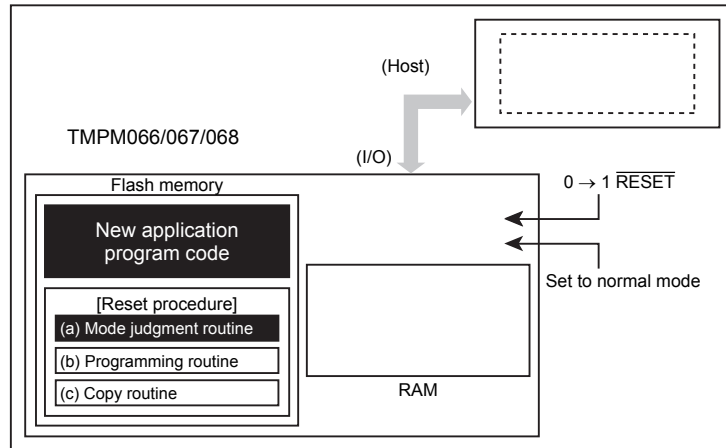 (Host)
TMPM066/067/068
(I/O)
Flash memory
0 → 1 RESET
New application
program code
Set to normal mode
[Reset procedure]
(a) Mode judgment routine
(b) Programming routine
(c) Copy routine
RAM